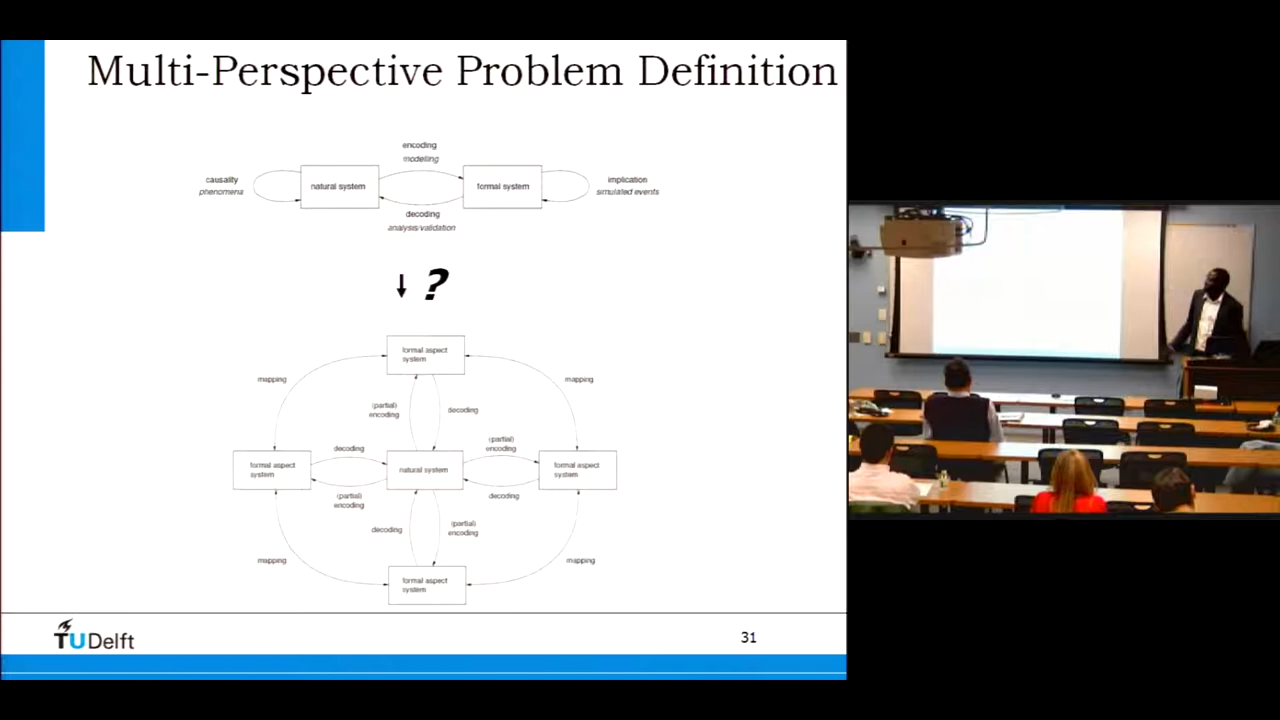 Multi-Perspective Problem Definition
encoding
modelling
causality
phenomena
natural system
formal system
implication
simulated events
decoding
analysis/validation
?
formal aspect
system
mapping
mapping
(partial)
encoding
decoding
decoding
(partial)
encoding
formal aspect
system
natural system
formal aspect
system
(partial)
encoding
decoding
decoding
(partial)
encoding
mapping
mapping
formal aspect
system
TUDelft
31